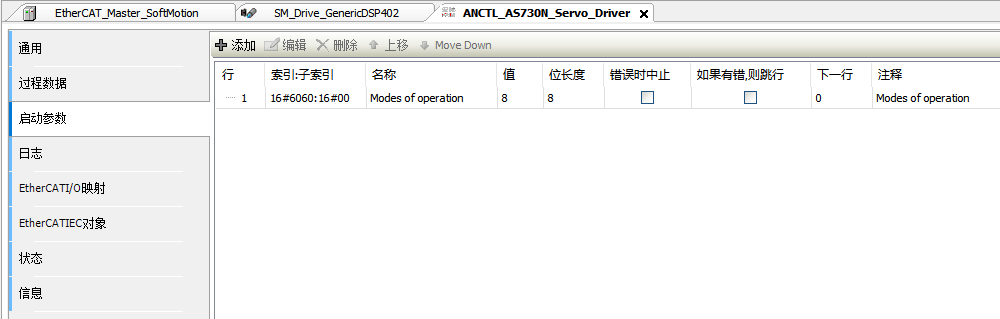 EtherCAT_Master_SoftMotion SM_Drive_GenericDSP402 ANCTL_AS730N_Servo_Driver
通用
过程数据
启动参数
日志
EtherCATI/O映射
EtherCATIEC对象
状态
信息
添加 编辑 删除 上移 Move Down
行 索引:子索引 名称 值 位长度 错误时中止 如果有错,则跳行 下一行 注释
1 16#6060:16#00 Modes of operation 8 8 0 Modes of operation